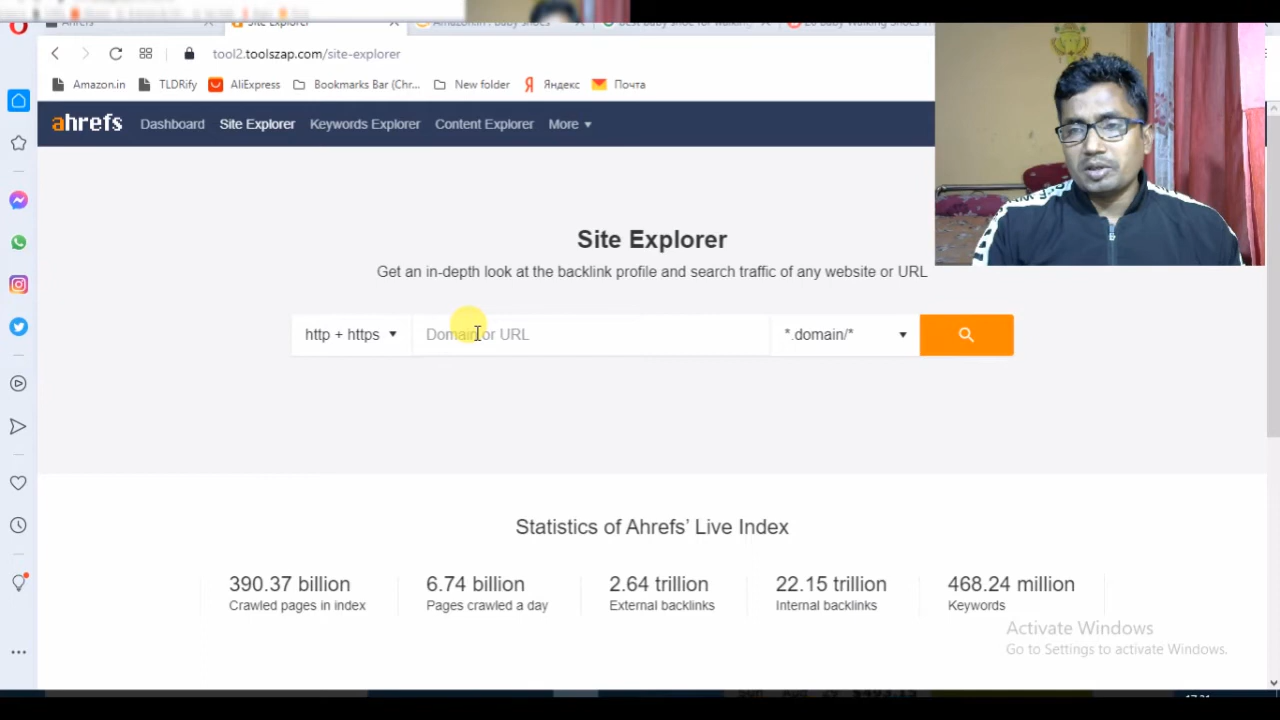 Site Explorer
tool2.toolszap.com/site-explorer
Amazon.in TLDRify AliExpress Bookmarks Bar (Chr... New folder Яндекс Почта
ahrefs Dashboard Site Explorer Keywords Explorer Content Explorer More
Site Explorer
Get an in-depth look at the backlink profile and search traffic of any website or URL
http + https Domain or URL *.domain/*
Statistics of Ahrefs’ Live Index
390.37 billion 6.74 billion 2.64 trillion 22.15 trillion 468.24 million
Crawled pages in index Pages crawled a day External backlinks Internal backlinks Keywords
Activate Windows
Go to Settings to activate Windows.